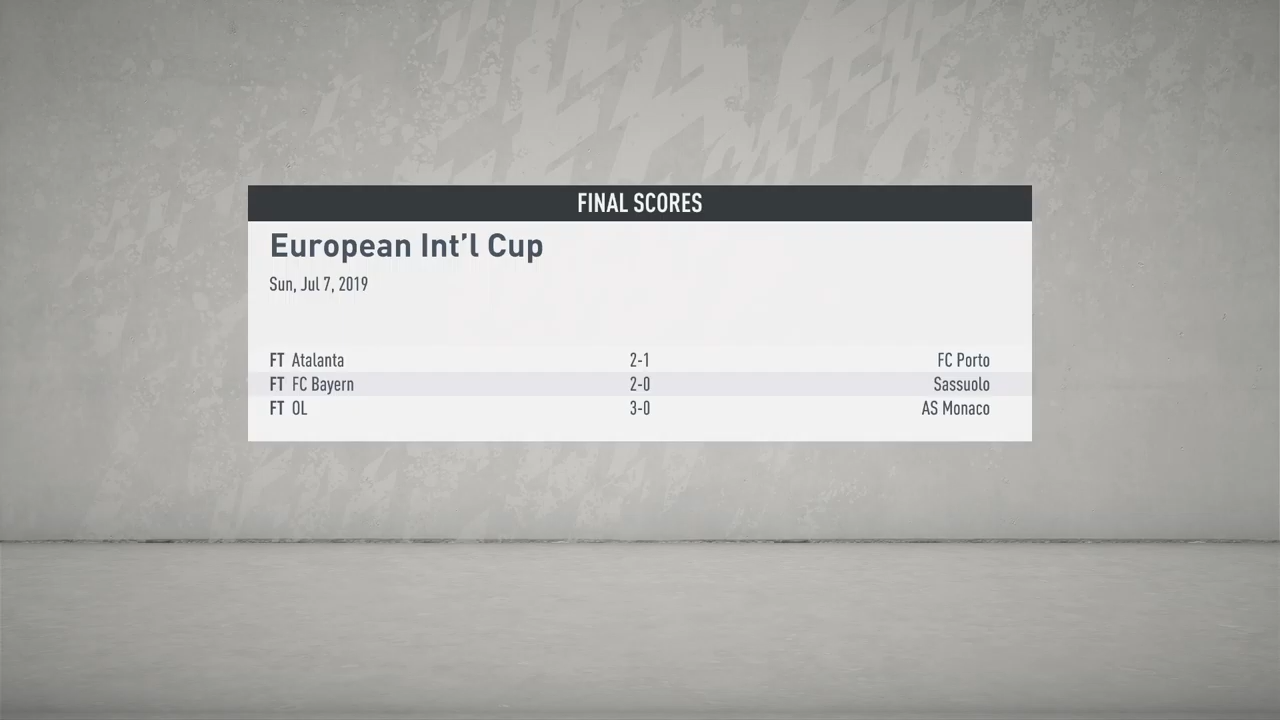 FINAL SCORES
European Int'l Cup
Sun, Jul 7, 2019
FT Atalanta 2-1 FC Porto
FT FC Bayern 2-0 Sassuolo
FT OL 3-0 AS Monaco